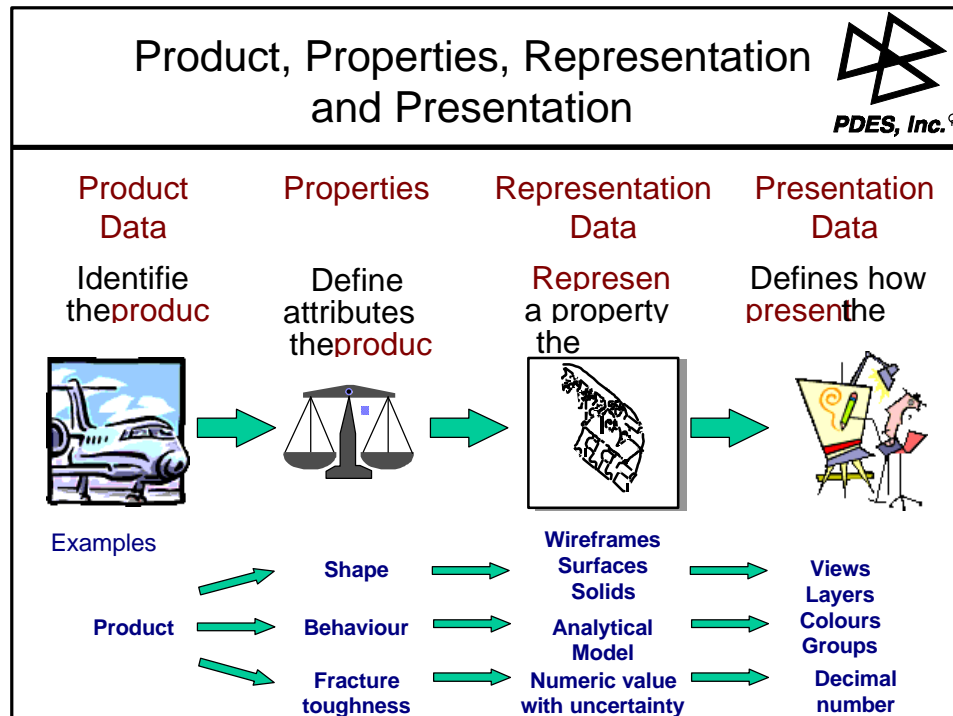 Product, Properties, Representation
and Presentation
PDES, Inc.
Product
Data
Properties
Representation
Data
Presentation
Data
Identifie
theproduc
Define
attributes
theproduc
Represen
a property
the
Defines how
present the
Examples
Product
Shape
Behaviour
Fracture
toughness
Wireframes
Surfaces
Solids
Analytical
Model
Numeric value
with uncertainty
Views
Layers
Colours
Groups
Decimal
number